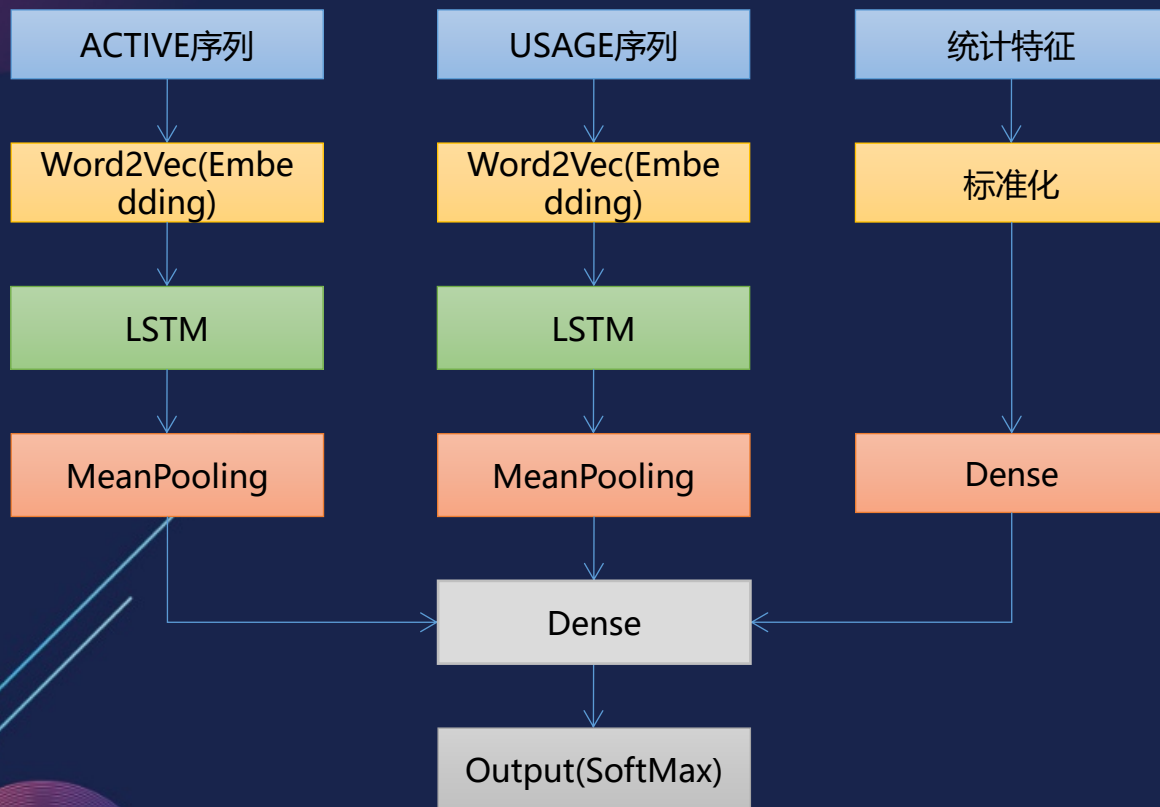 ACTIVE序列
USAGE序列
统计特征
Word2Vec(Embe
dding)
Word2Vec(Embe
dding)
标准化
LSTM
LSTM
MeanPooling
MeanPooling
Dense
Dense
Output(SoftMax)